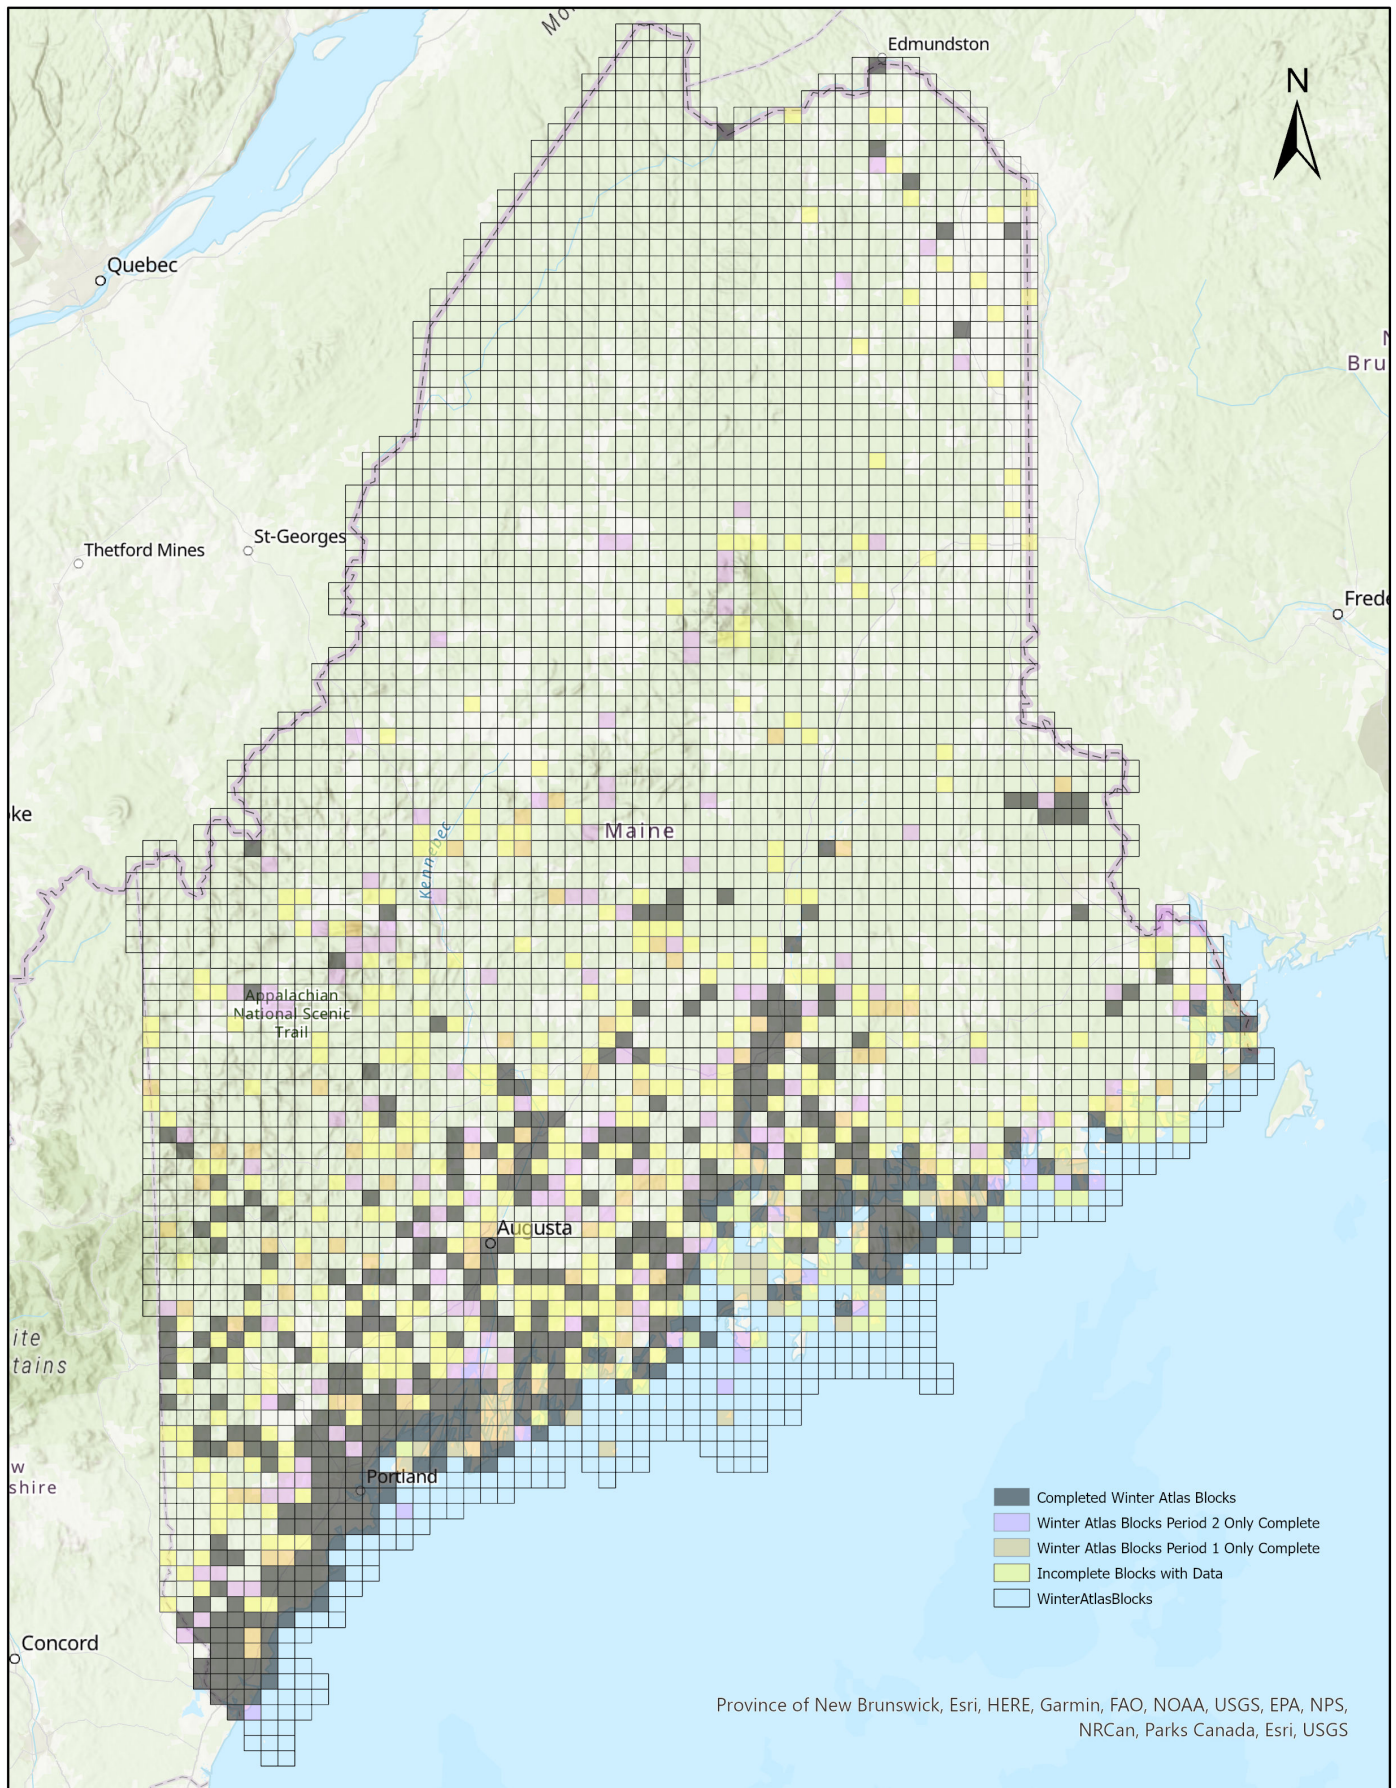 Mo
Edmundston
N
Quebec
N
Bru
St-Georges
Thetford Mines
Frede
ke
Maine
Kennebec
Appalachian
National Scenic
Trail
Augusta
ite
tains
w
shire
Portland
Completed Winter Atlas Blocks
Winter Atlas Blocks Period 2 Only Complete
Winter Atlas Blocks Period 1 Only Complete
Incomplete Blocks with Data
WinterAtlasBlocks
Concord
Province of New Brunswick, Esri, HERE, Garmin, FAO, NOAA, USGS, EPA, NPS,
NRCan, Parks Canada, Esri, USGS